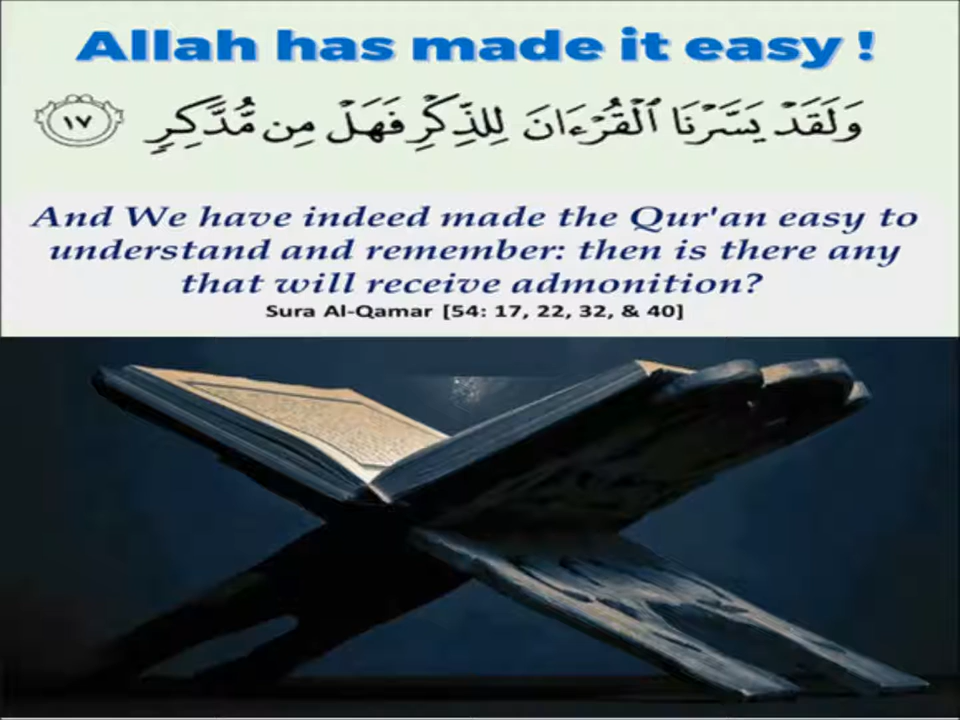 Allah has made it easy !
وَلَقَدْ يَسَّرْنَا ٱلْقُرْءَانَ لِلذِّكْرِ فَهَلْ مِن مُّدَّكِرٍ ١٧
And We have indeed made the Qur'an easy to
understand and remember: then is there any
that will receive admonition?
Sura Al-Qamar [54: 17, 22, 32, & 40]